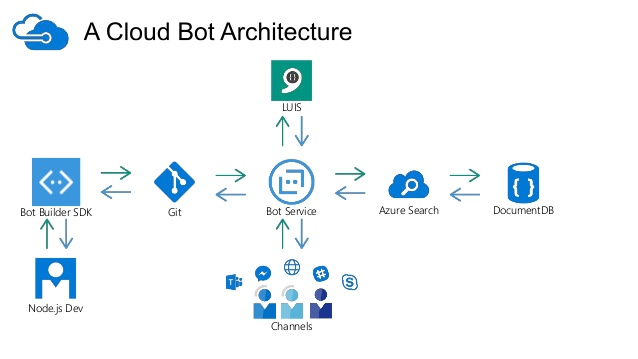 A Cloud Bot Architecture
LUIS
Bot Builder SDK
Git
Bot Service
Azure Search
DocumentDB
Node.js Dev
Channels